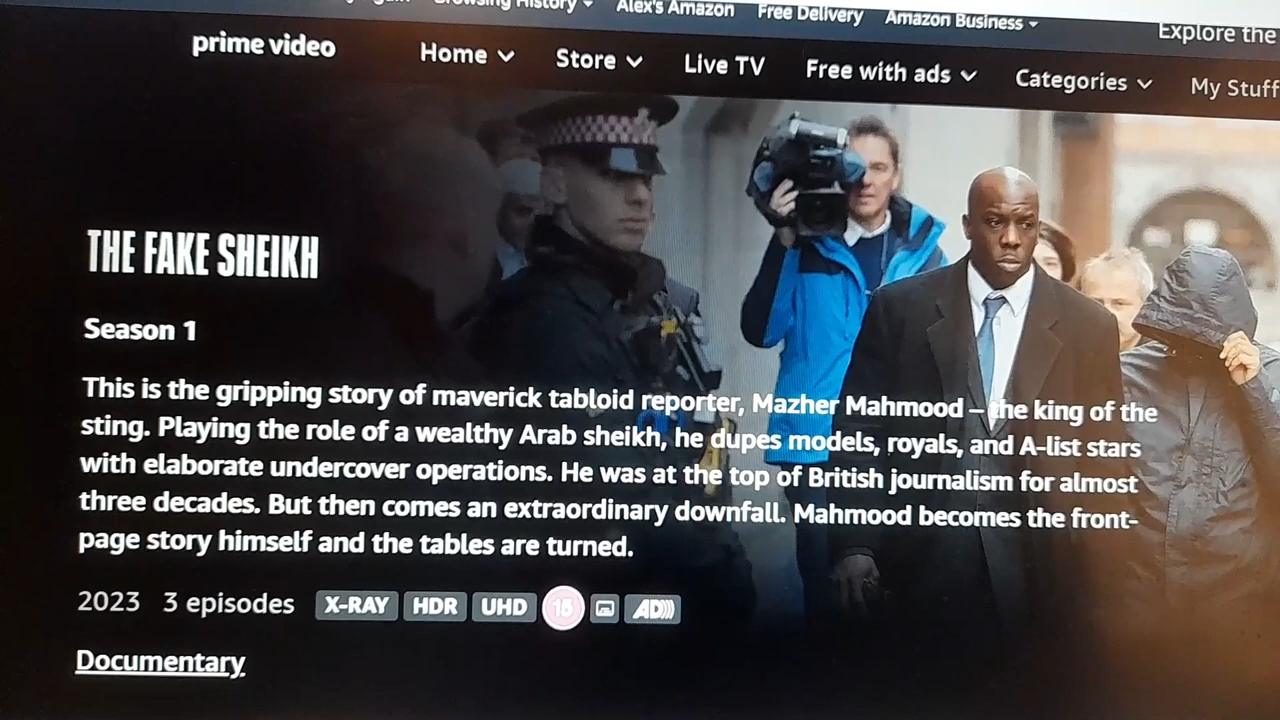 Browsing History
Alex's Amazon
Free Delivery
Amazon Business
Explore the
prime video
Home
Store
Live TV
Free with ads
Categories
My Stuff
THE FAKE SHEIKH
Season 1
This is the gripping story of maverick tabloid reporter, Mazher Mahmood – the king of the
sting. Playing the role of a wealthy Arab sheikh, he dupes models, royals, and A-list stars
with elaborate undercover operations. He was at the top of British journalism for almost
three decades. But then comes an extraordinary downfall. Mahmood becomes the front-
page story himself and the tables are turned.
2023 3 episodes X-RAY HDR UHD 15 AD)))
Documentary